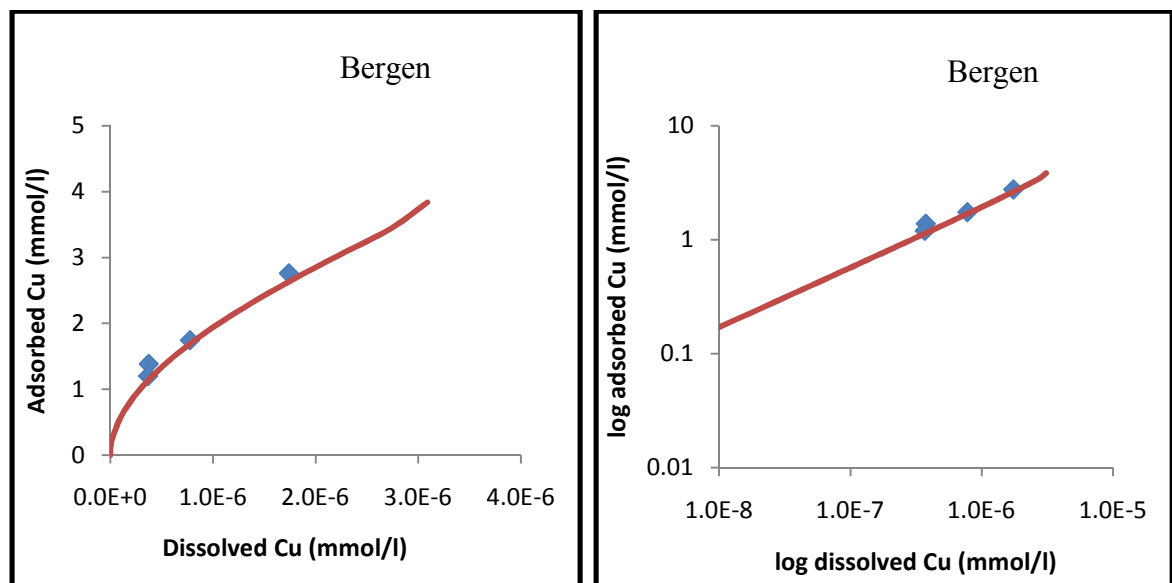 Bergen
5
4
3
2
1
0
0.0E+0 1.0E-6 2.0E-6 3.0E-6 4.0E-6
Adsorbed Cu (mmol/l)
Dissolved Cu (mmol/l)
Bergen
10
1
0.1
0.01
1.0E-8 1.0E-7 1.0E-6 1.0E-5
log adsorbed Cu (mmol/l)
log dissolved Cu (mmol/l)